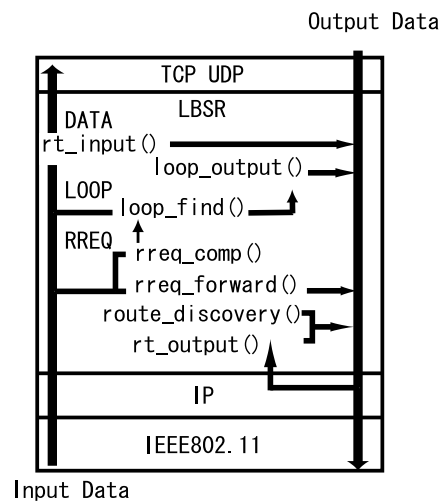 Output Data
TCP UDP
LBSR
DATA
rt_input()
loop_output()
LOOP
loop_find()
RREQ
rreq_comp()
rreq_forward()
route_discovery()
rt_output()
IP
IEEE802.11
Input Data